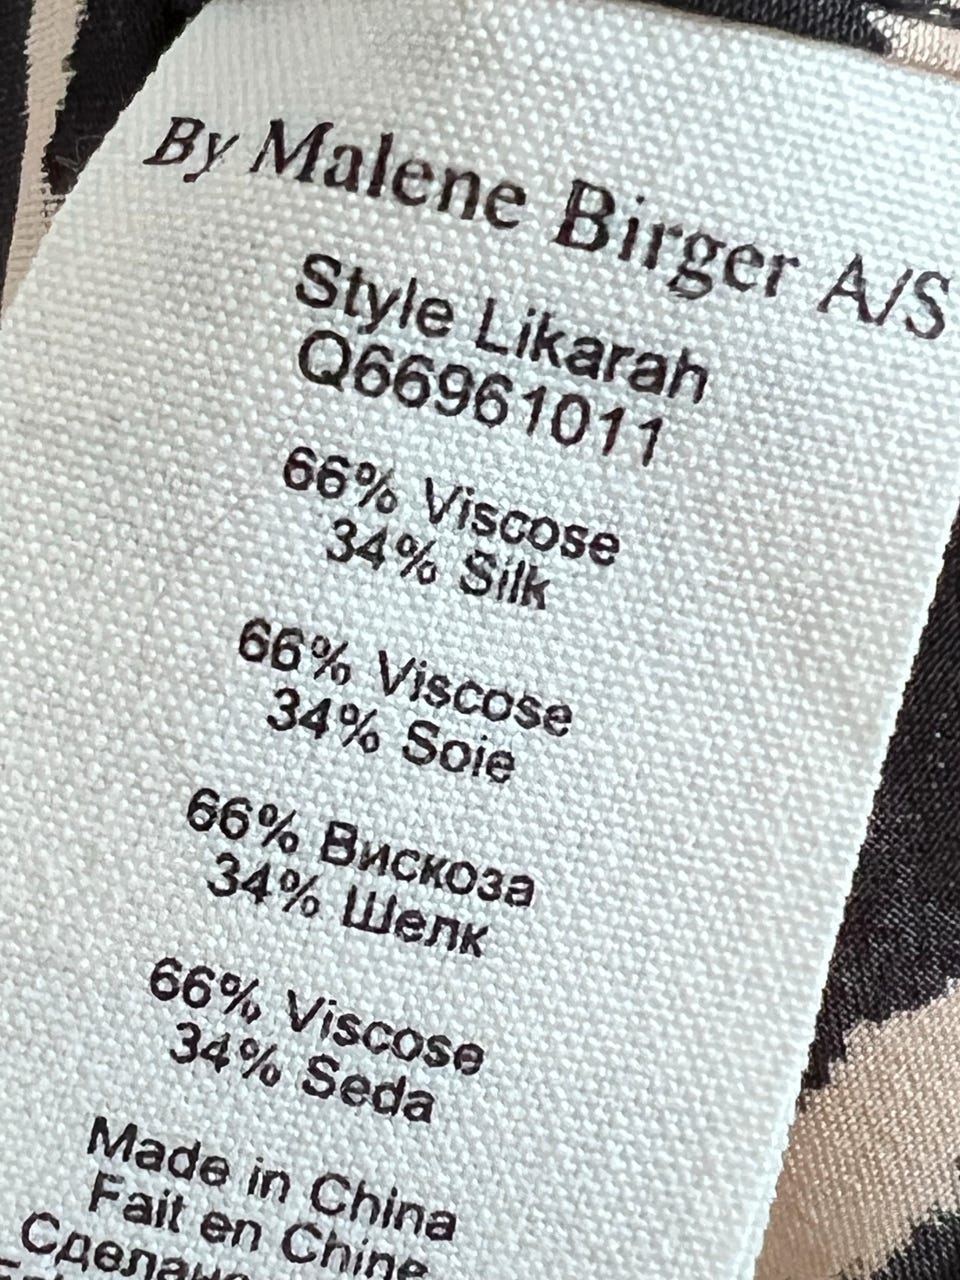 By Malene Birger A/S
Style Likarah
Q66961011
66% Viscose
34% Silk
66% Viscose
34% Soie
66% Вискоза
34% Шелк
66% Viscose
34% Seda
Made in China
Fait en Chine